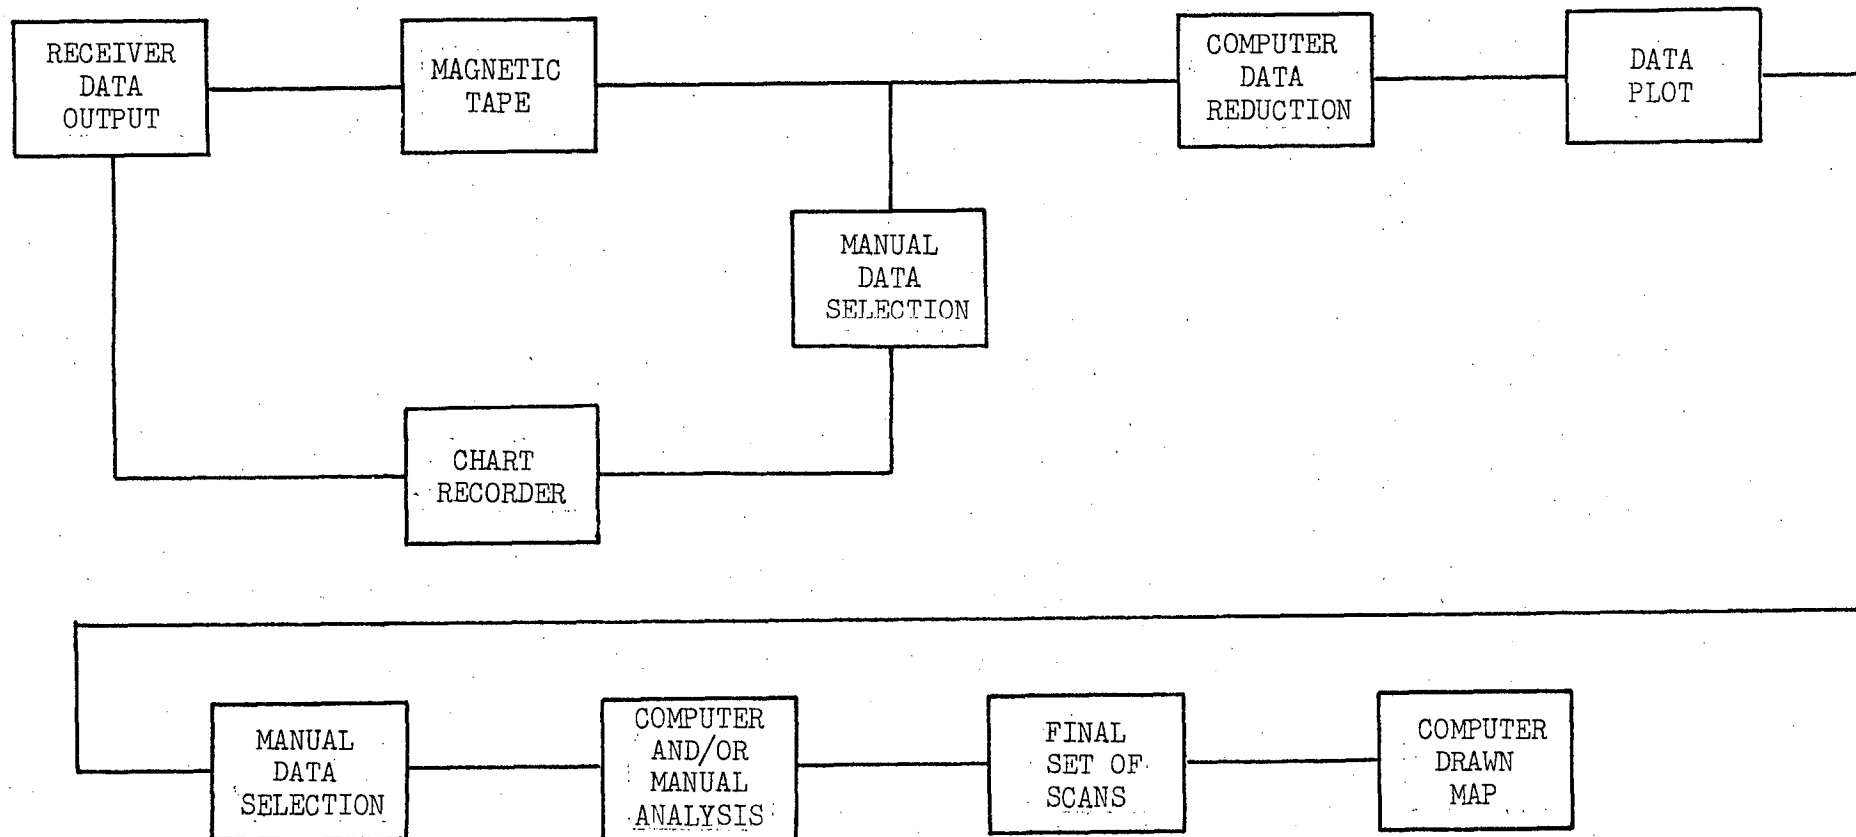 RECEIVER
DATA
OUTPUT
MAGNETIC
TAPE
COMPUTER
DATA
REDUCTION
DATA
PLOT
MANUAL
DATA
SELECTION
CHART
RECORDER
MANUAL
DATA
SELECTION
COMPUTER
AND/OR
MANUAL
ANALYSIS
FINAL
SET OF
SCANS
COMPUTER
DRAWN
MAP